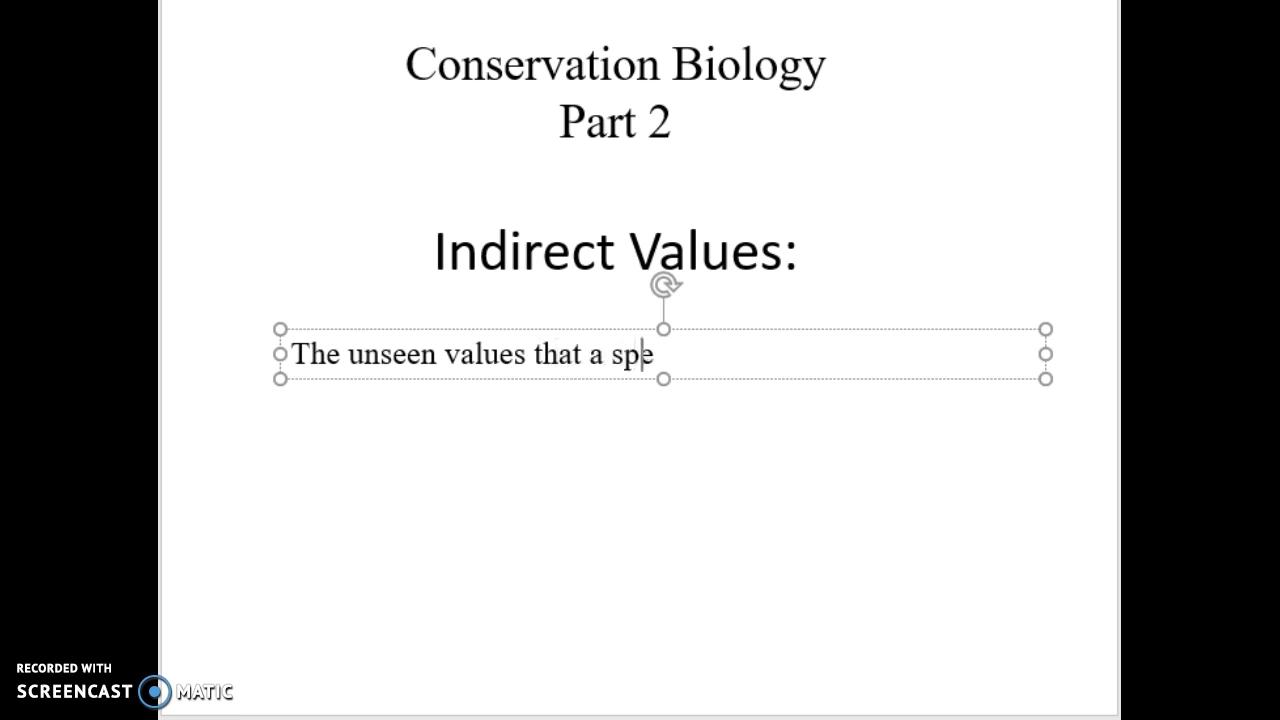 Conservation Biology
Part 2
Indirect Values:
The unseen values that a spe
RECORDED WITH
SCREENCAST MATIC